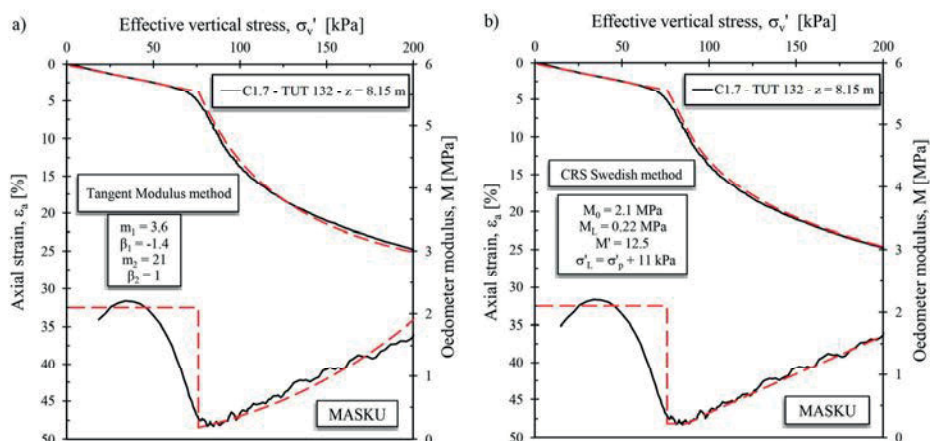 a)
Effective vertical stress, σv' [kPa]
0 50 100 150 200
Axial strain, εa [%]
0
5
10
15
20
25
30
35
40
45
50
Oedometer modulus, M [MPa]
6
5
4
3
2
1
0
C1.7 - TUT 132 - z = 8.15 m
Tangent Modulus method
m1 = 3.6
β1 = -1.4
m2 = 21
β2 = 1
MASKU
b)
Effective vertical stress, σv' [kPa]
0 50 100 150 200
Axial strain, εa [%]
0
5
10
15
20
25
30
35
40
45
50
Oedometer modulus, M [MPa]
6
5
4
3
2
1
0
C1.7 - TUT 132 - z = 8.15 m
CRS Swedish method
M0 = 2.1 MPa
ML = 0,22 MPa
M' = 12.5
σ'L = σ'p + 11 kPa
MASKU